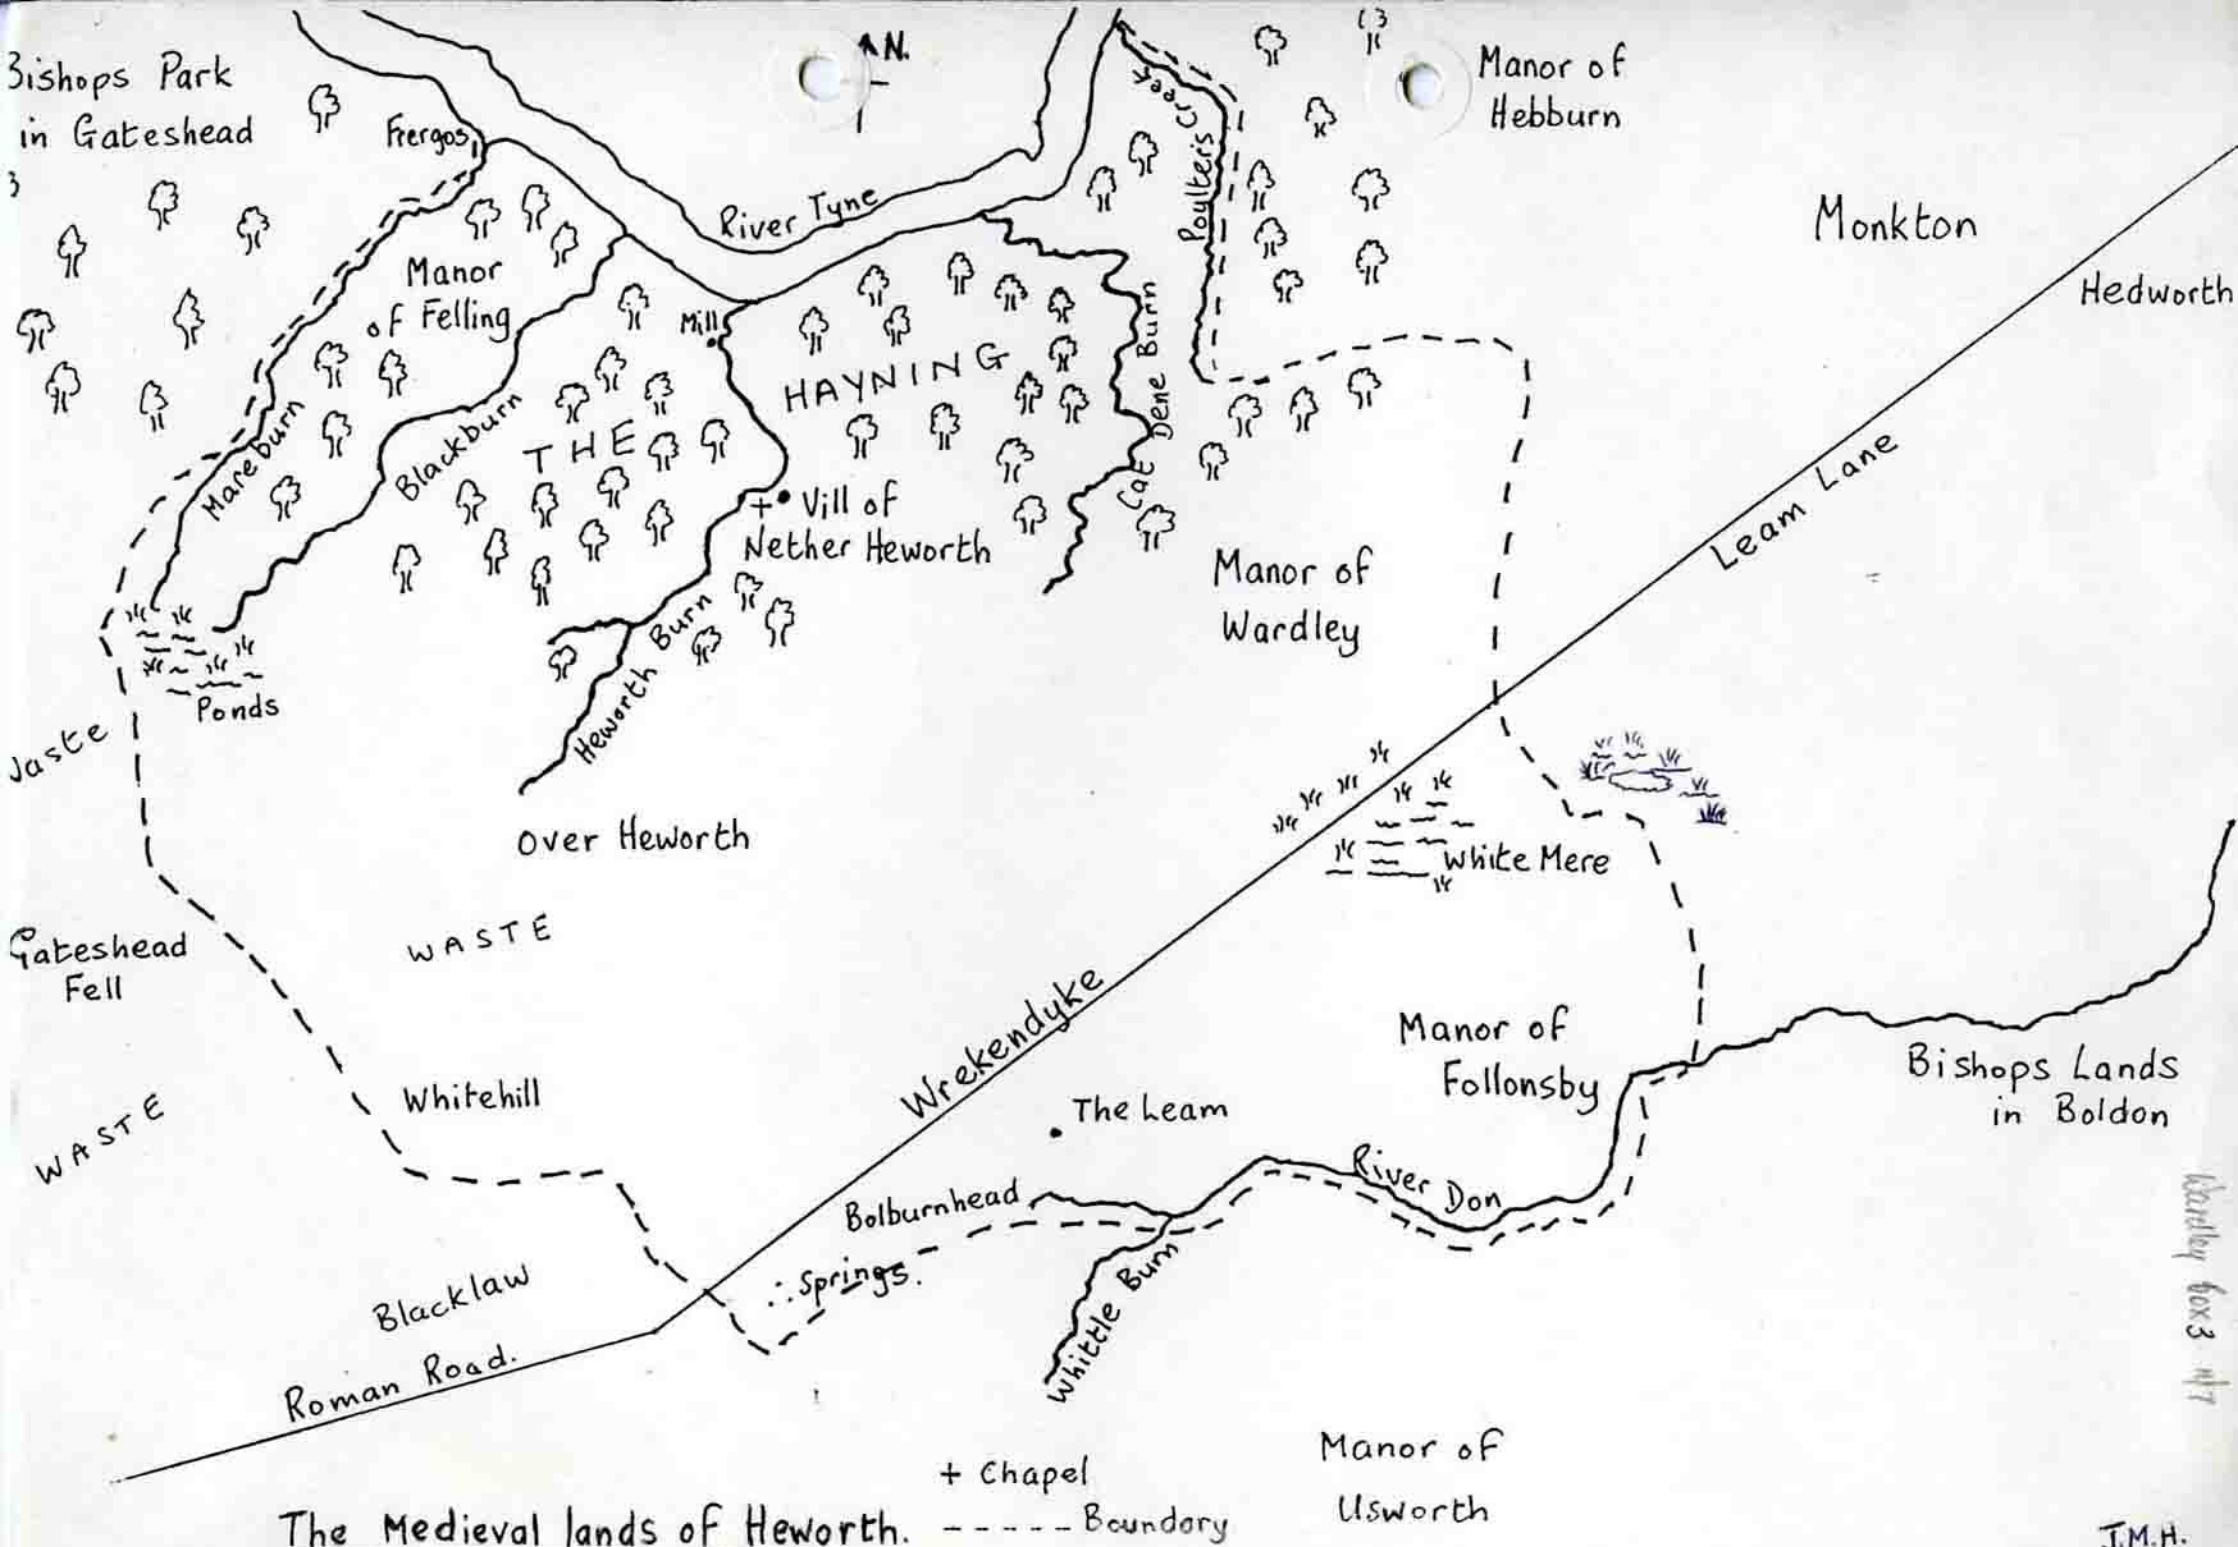 Bishops Park
in Gateshead
N.
Manor of
Hebburn
Frergos
River Tyne
Poulters Creek
Monkton
Hedworth
Manor
of Felling
Mill
HAYNING
Cat Dene Burn
Mareburn
Blackburn
THE
Vill of
Nether Heworth
Leam Lane
Manor of
Wardley
Heworth Burn
Ponds
Over Heworth
White Mere
Gateshead
Fell
WASTE
Wrekendyke
Manor of
Follonsby
Bishops Lands
in Boldon
Whitehill
The Leam
WASTE
River Don
Bolburnhead
Springs.
Whittle Burn
Blacklaw
Roman Road.
Manor of
Usworth
+ Chapel
----- Boundary
The Medieval lands of Heworth.
J.M.H.